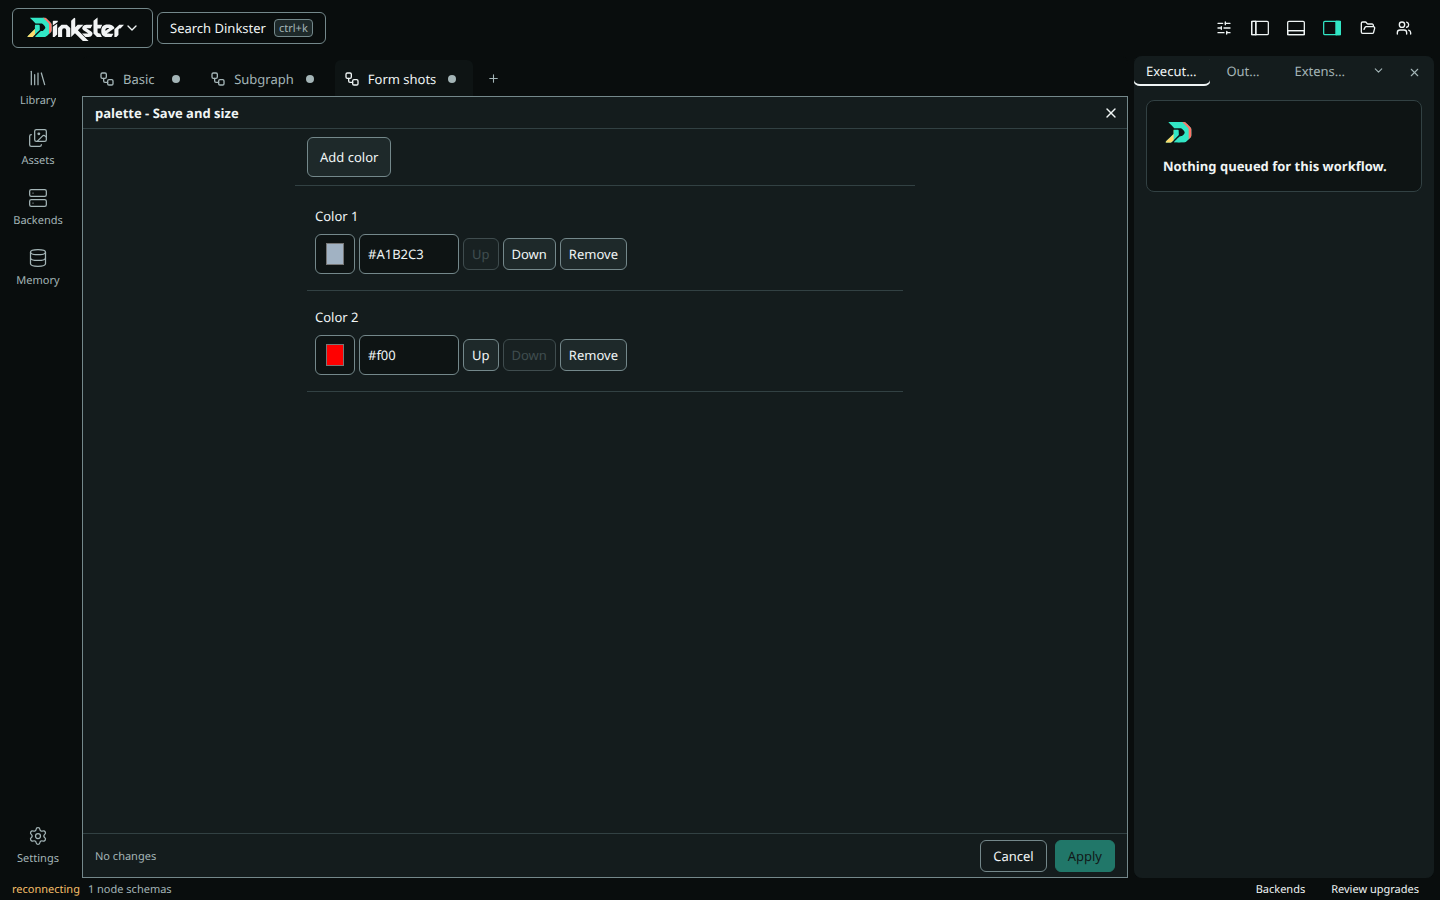 Dinkster
Search Dinkster ctrl+k
Library
Assets
Backends
Memory
Settings
Basic
Subgraph
Form shots
palette - Save and size
Add color
Color 1
#A1B2C3 Up Down Remove
Color 2
#f00 Up Down Remove
No changes Cancel Apply
Execut... Out... Extens...
Nothing queued for this workflow.
reconnecting 1 node schemas Backends Review upgrades